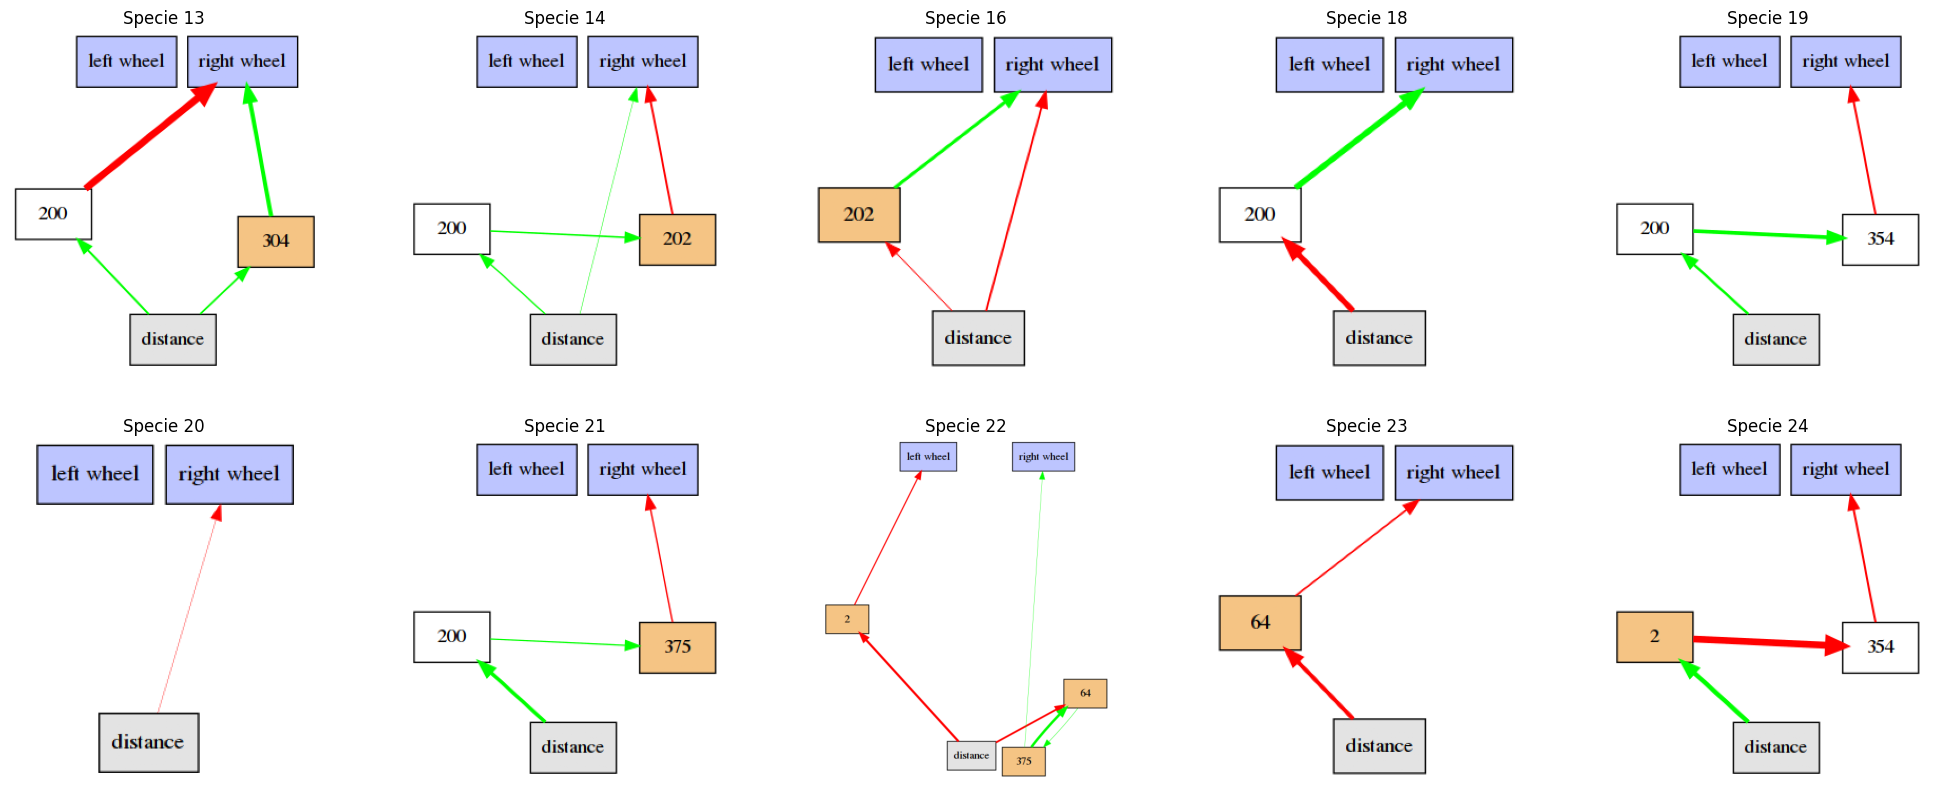 Specie 13
left wheel
right wheel
200
304
distance
Specie 14
left wheel
right wheel
200
202
distance
Specie 16
left wheel
right wheel
202
distance
Specie 18
left wheel
right wheel
200
distance
Specie 19
left wheel
right wheel
200
354
distance
Specie 20
left wheel
right wheel
distance
Specie 21
left wheel
right wheel
200
375
distance
Specie 22
left wheel
right wheel
2
64
distance
375
Specie 23
left wheel
right wheel
64
distance
Specie 24
left wheel
right wheel
2
354
distance